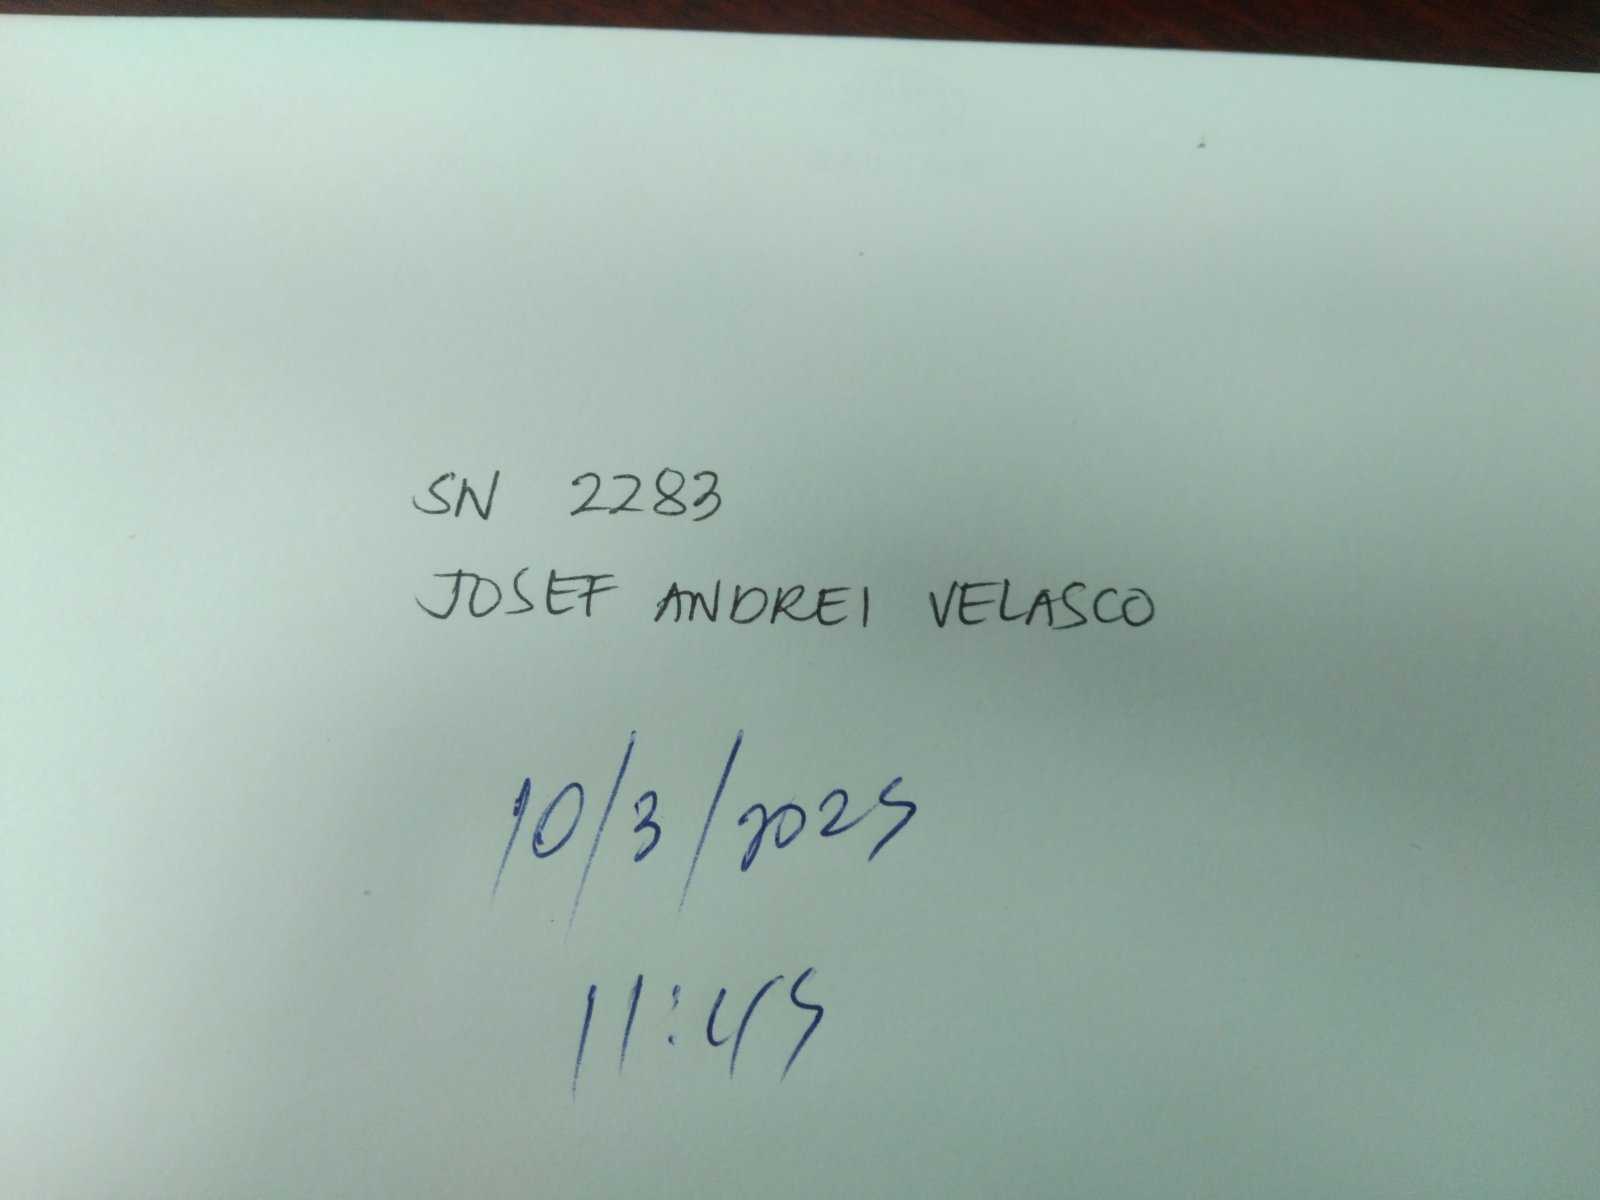 SN 2283
JOSEF ANDREI VELASCO
10/3/2025
11:45